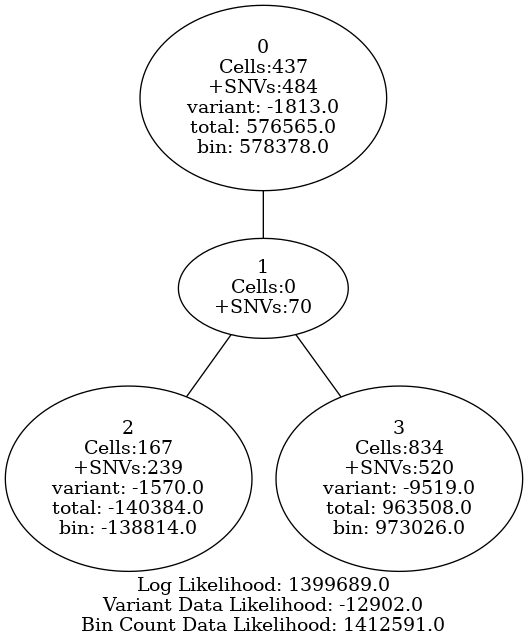 0
Cells:437
+SNVs:484
variant: -1813.0
total: 576565.0
bin: 578378.0
1
Cells:0
+SNVs:70
2
Cells:167
+SNVs:239
variant: -1570.0
total: -140384.0
bin: -138814.0
3
Cells:834
+SNVs:520
variant: -9519.0
total: 963508.0
bin: 973026.0
Log Likelihood: 1399689.0
Variant Data Likelihood: -12902.0
Bin Count Data Likelihood: 1412591.0